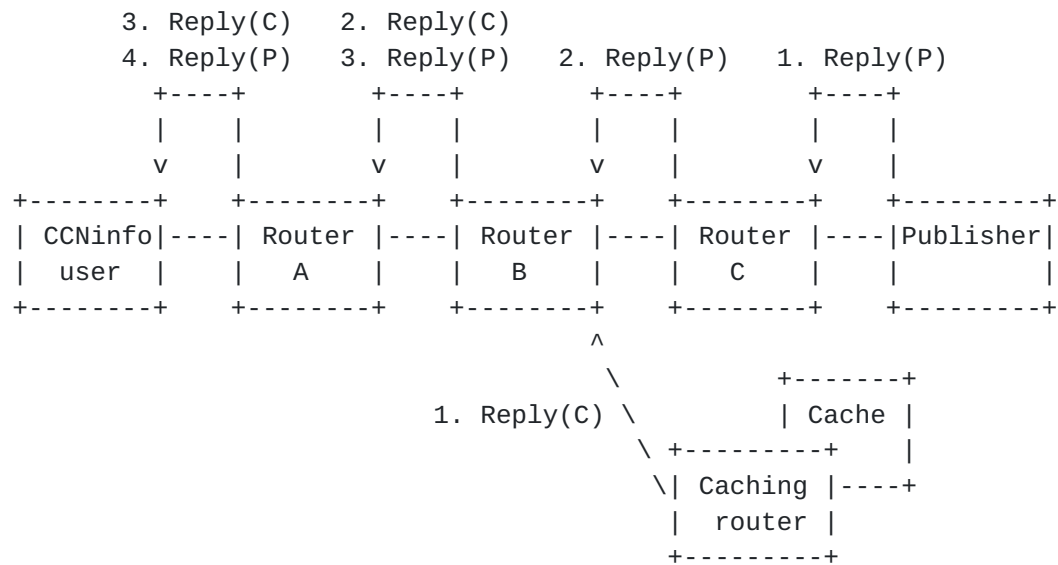 3. Reply(C) 2. Reply(C)
4. Reply(P) 3. Reply(P) 2. Reply(P) 1. Reply(P)
CCNinfo Router Router Router Publisher
user A B C
1. Reply(C) Cache
Caching
router